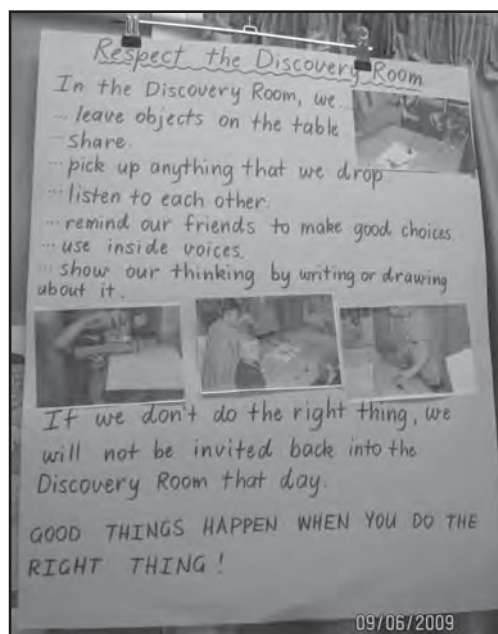 Respect the Discovery Room
In the Discovery Room, we...
... leave objects on the table
... share.
... pick up anything that we drop
... listen to each other.
... remind our friends to make good choices.
... use inside voices.
... show our thinking by writing or drawing
about it.
If we don't do the right thing, we
will not be invited back into the
Discovery Room that day.
GOOD THINGS HAPPEN WHEN YOU DO THE
RIGHT THING!
09/06/2009